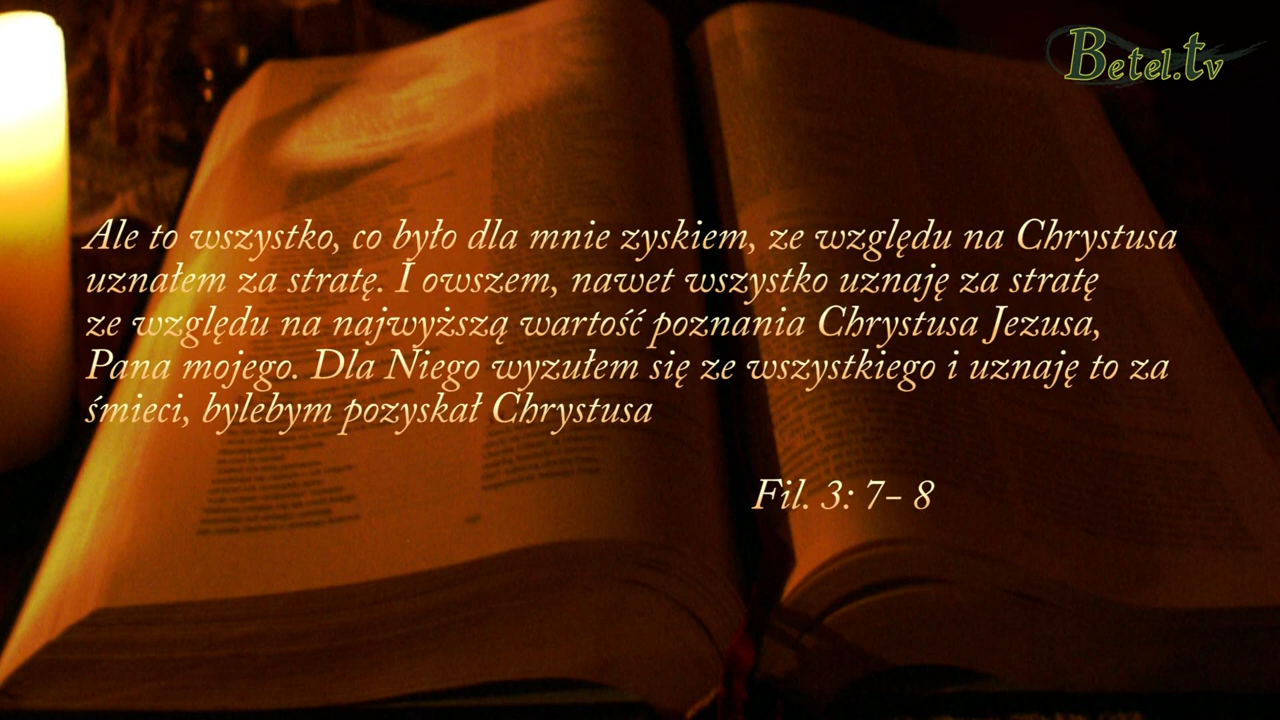 Betel.tv
Ale to wszystko, co było dla mnie zyskiem, ze względu na Chrystusa
uznałem za stratę. I owszem, nawet wszystko uznaję za stratę
ze względu na najwyższą wartość poznania Chrystusa Jezusa,
Pana mojego. Dla Niego wyzułem się ze wszystkiego i uznaję to za
śmieci, bylebym pozyskał Chrystusa
Fil. 3: 7– 8